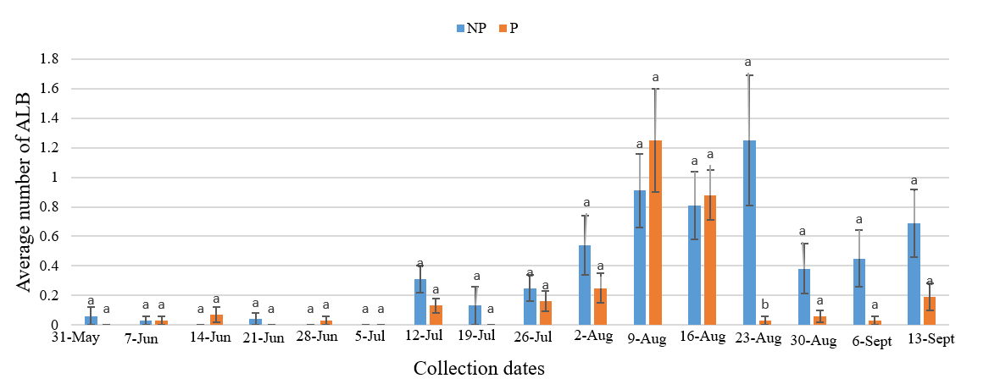 NP P
1.8
1.6
1.4
1.2
1
0.8
0.6
0.4
0.2
0
Average number of ALB
a a a a a a a a a a a a a a a a a a a a a a a a a b a a a a a a
31-May 7-Jun 14-Jun 21-Jun 28-Jun 5-Jul 12-Jul 19-Jul 26-Jul 2-Aug 9-Aug 16-Aug 23-Aug 30-Aug 6-Sept 13-Sept
Collection dates